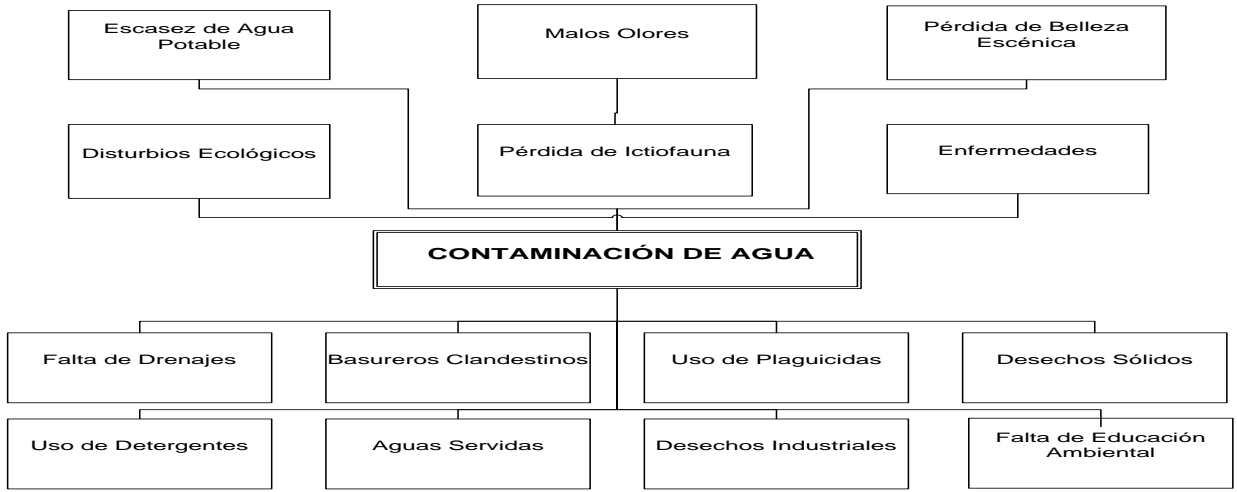 Escasez de Agua
Potable
Malos Olores
Pérdida de Belleza
Escénica
Disturbios Ecológicos
Pérdida de Ictiofauna
Enfermedades
CONTAMINACIÓN DE AGUA
Falta de Drenajes
Basureros Clandestinos
Uso de Plaguicidas
Desechos Sólidos
Uso de Detergentes
Aguas Servidas
Desechos Industriales
Falta de Educación
Ambiental